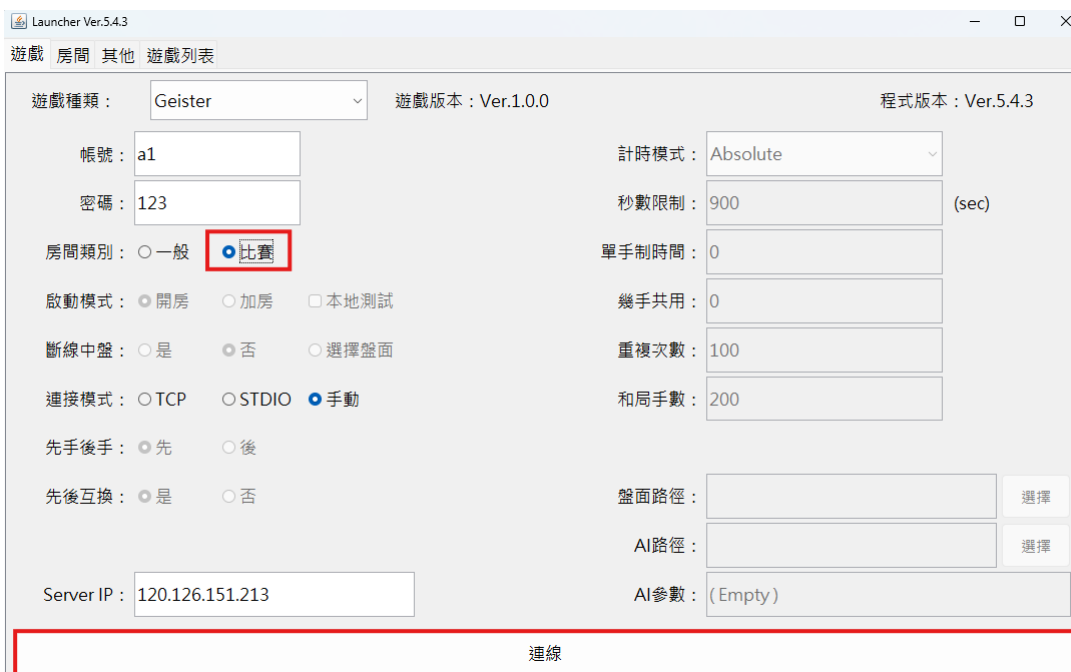 Launcher Ver.5.4.3
遊戲 房間 其他 遊戲列表
遊戲種類： Geister 遊戲版本：Ver.1.0.0 程式版本：Ver.5.4.3
帳號： a1 計時模式： Absolute
密碼： 123 秒數限制： 900 (sec)
房間類別： 一般 比賽 單手制時間： 0
啟動模式： 開房 加房 本地測試 幾手共用： 0
斷線中盤： 是 否 選擇盤面 重複次數： 100
連接模式： TCP STDIO 手動 和局手數： 200
先手後手： 先 後
先後互換： 是 否 盤面路徑： 選擇
AI路徑： 選擇
Server IP： 120.126.151.213 AI參數： (Empty)
連線